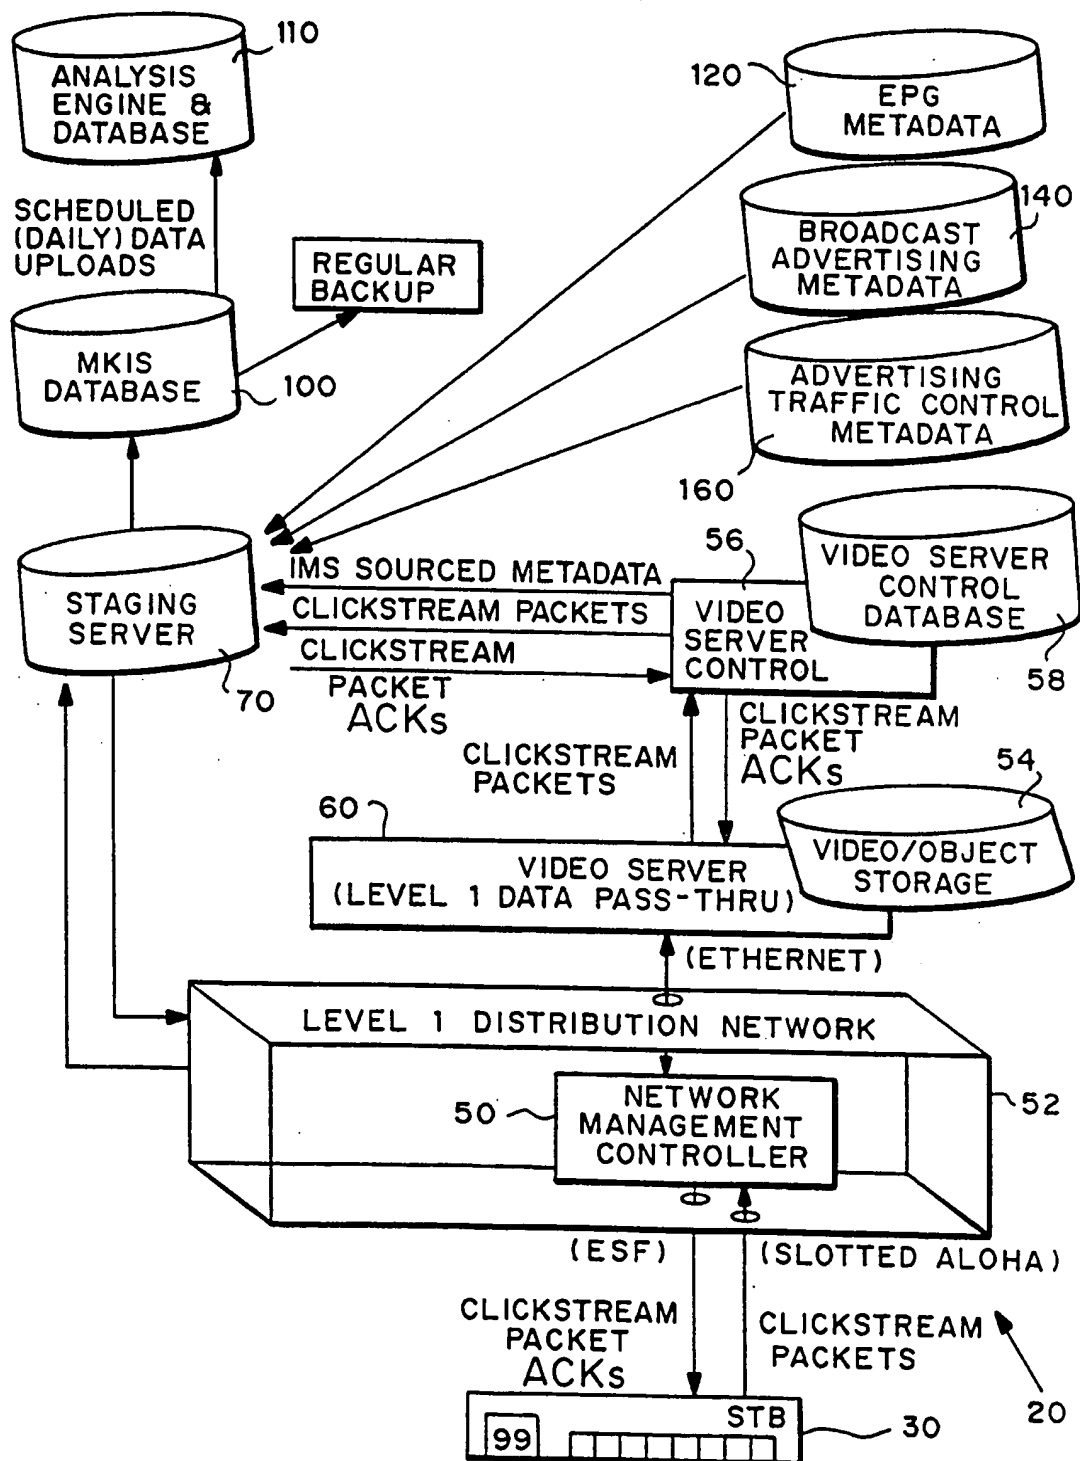 110
ANALYSIS
ENGINE &
DATABASE
120
EPG
METADATA
SCHEDULED
(DAILY) DATA
UPLOADS
140
BROADCAST
ADVERTISING
METADATA
REGULAR
BACKUP
MKIS
DATABASE
100
ADVERTISING
TRAFFIC CONTROL
METADATA
160
STAGING
SERVER
70
IMS SOURCED METADATA
CLICKSTREAM PACKETS
CLICKSTREAM
PACKET
ACKs
56
VIDEO
SERVER
CONTROL
VIDEO SERVER
CONTROL
DATABASE
58
CLICKSTREAM
PACKETS
CLICKSTREAM
PACKET
ACKs
54
VIDEO/OBJECT
STORAGE
60
VIDEO SERVER
(LEVEL 1 DATA PASS-THRU)
(ETHERNET)
LEVEL 1 DISTRIBUTION NETWORK
50
NETWORK
MANAGEMENT
CONTROLLER
52
(ESF)
(SLOTTED ALOHA)
CLICKSTREAM
PACKET
ACKs
CLICKSTREAM
PACKETS
20
STB
99
30